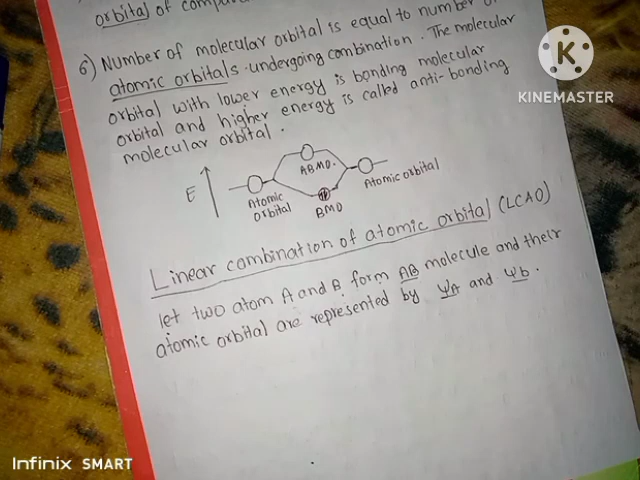 orbital of compara
6) Number of molecular orbital is equal to number of
atomic orbitals undergoing combination. The molecular
orbital with lower energy is bonding molecular
orbital and higher energy is called anti-bonding
molecular orbital.
E
ABMO.
Atomic orbital
Atomic orbital
BMO
Linear combination of atomic orbital (LCAO)
let two atom A and B form AB molecule and their
atomic orbital are represented by ΨA and Ψb.
K
KINEMASTER
Infinix SMART